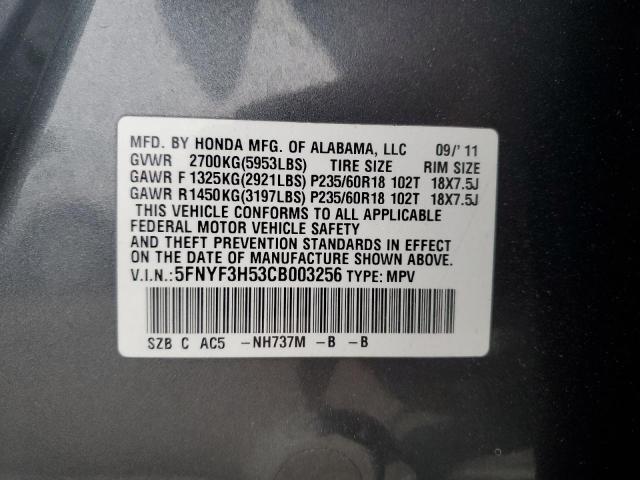 MFD. BY HONDA MFG. OF ALABAMA, LLC 09/'11
GVWR 2700KG(5953LBS) TIRE SIZE RIM SIZE
GAWR F 1325KG(2921LBS) P235/60R18 102T 18X7.5J
GAWR R1450KG(3197LBS) P235/60R18 102T 18X7.5J
THIS VEHICLE CONFORMS TO ALL APPLICABLE
FEDERAL MOTOR VEHICLE SAFETY
AND THEFT PREVENTION STANDARDS IN EFFECT
ON THE DATE OF MANUFACTURE SHOWN ABOVE.
V.I.N.:5FNYF3H53CB003256 TYPE: MPV
SZB C AC5 -NH737M -B -B